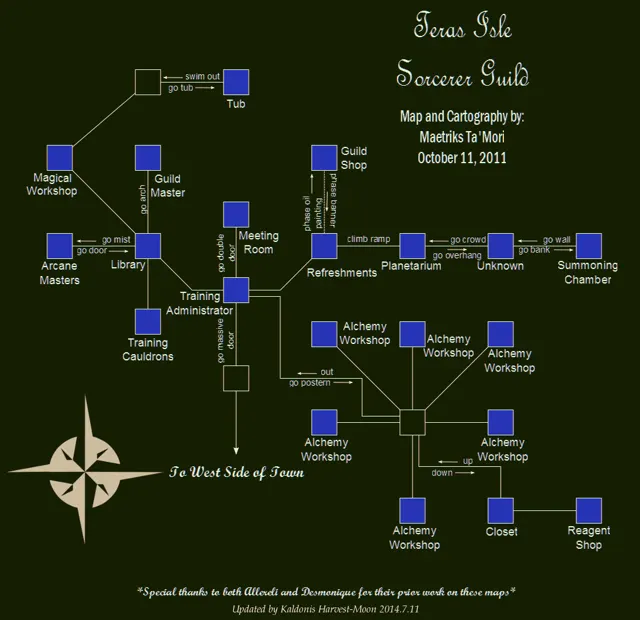 Teras Isle
Sorcerer Guild
Map and Cartography by:
Maetriks Ta'Mori
October 11, 2011
swim out
go tub
Tub
Magical
Workshop
go arch
Guild
Master
phase oil
painting
phase banner
Guild
Shop
go mist
go door
Arcane
Masters
Library
go double
door
Meeting
Room
Refreshments
climb ramp
Planetarium
go crowd
go overhang
Unknown
go wall
go bank
Summoning
Chamber
Training
Administrator
Training
Cauldrons
go massive
door
out
go postern
Alchemy
Workshop
Alchemy
Workshop
Alchemy
Workshop
Alchemy
Workshop
Alchemy
Workshop
up
down
To West Side of Town
Alchemy
Workshop
Closet
Reagent
Shop
*Special thanks to both Allereli and Desmonique for their prior work on these maps*
Updated by Kaldonis Harvest-Moon 2014.7.11